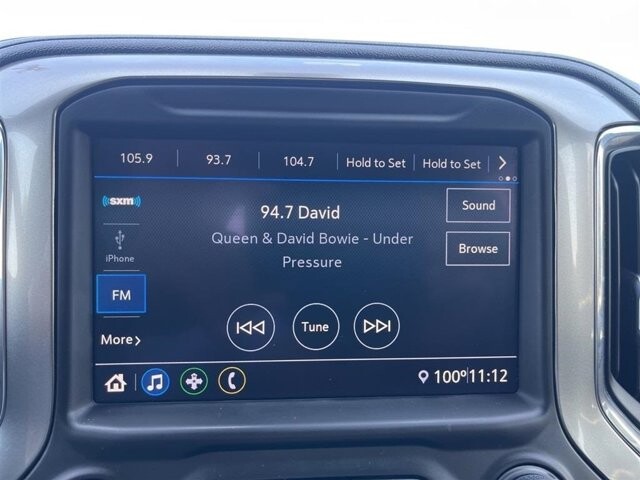 105.9 93.7 104.7 Hold to Set Hold to Set
sxm
94.7 David
Sound
Queen & David Bowie - Under
Pressure
Browse
iPhone
FM
Tune
More
100° 11:12